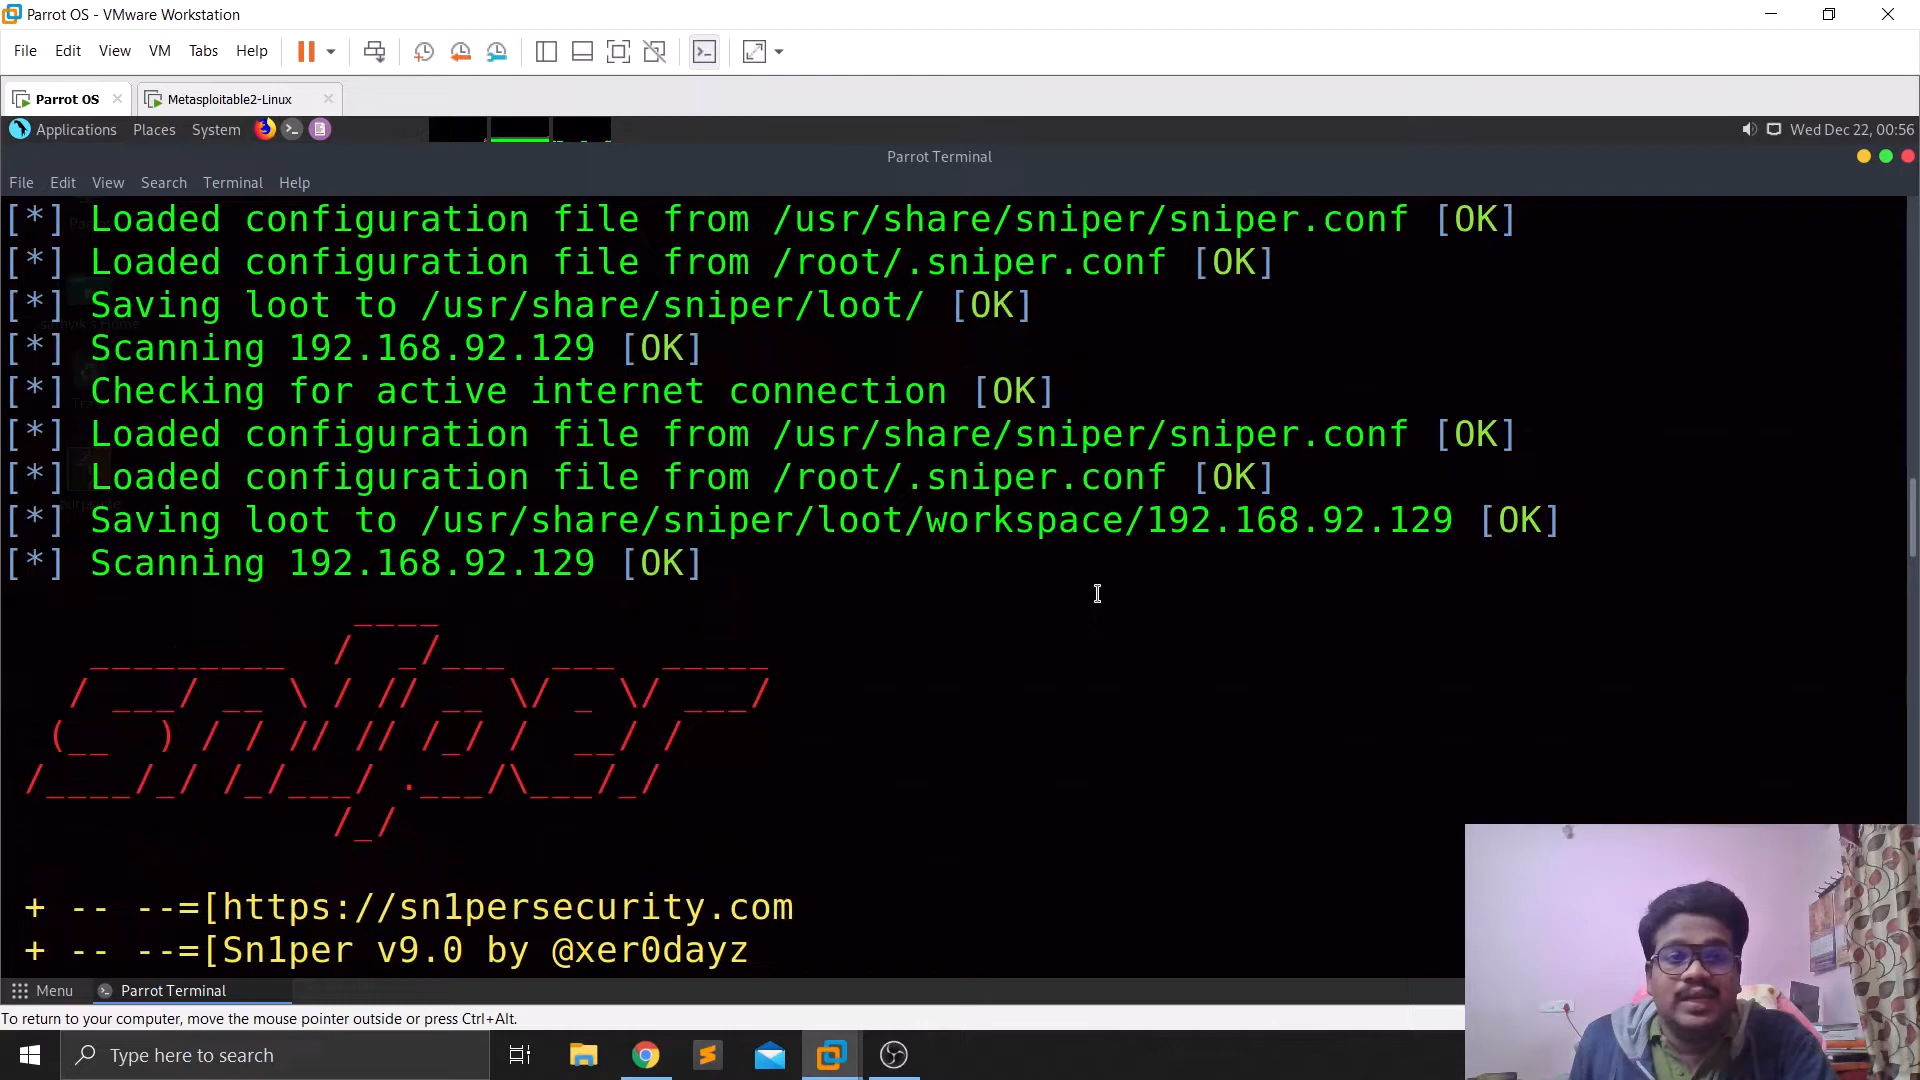 Parrot OS - VMware Workstation
File Edit View VM Tabs Help
Parrot OS Metasploitable2-Linux
Applications Places System Wed Dec 22, 00:56
Parrot Terminal
File Edit View Search Terminal Help
[*] Loaded configuration file from /usr/share/sniper/sniper.conf [OK]
[*] Loaded configuration file from /root/.sniper.conf [OK]
[*] Saving loot to /usr/share/sniper/loot/ [OK]
[*] Scanning 192.168.92.129 [OK]
[*] Checking for active internet connection [OK]
[*] Loaded configuration file from /usr/share/sniper/sniper.conf [OK]
[*] Loaded configuration file from /root/.sniper.conf [OK]
[*] Saving loot to /usr/share/sniper/loot/workspace/192.168.92.129 [OK]
[*] Scanning 192.168.92.129 [OK]
sn1per
+ -- --=[https://sn1persecurity.com
+ -- --=[Sn1per v9.0 by @xer0dayz
Menu Parrot Terminal
To return to your computer, move the mouse pointer outside or press Ctrl+Alt.
Type here to search